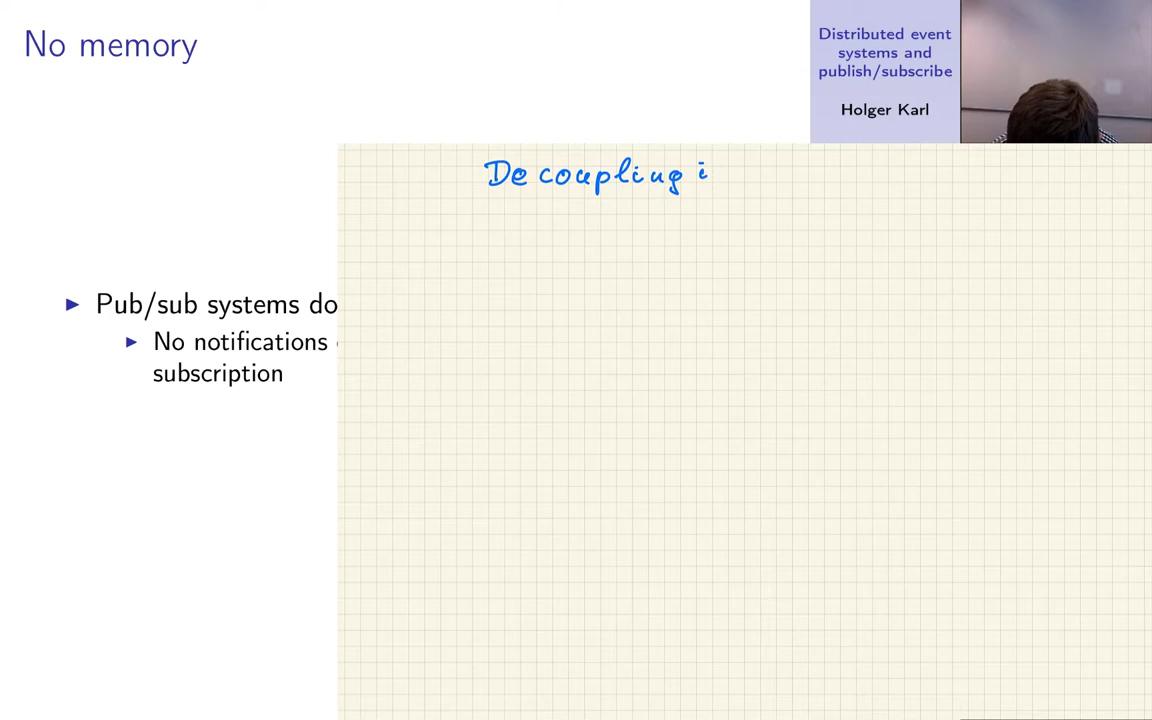 No memory
Distributed event
systems and
publish/subscribe
Holger Karl
Decoupling i
▶ Pub/sub systems do
▶ No notifications
subscription